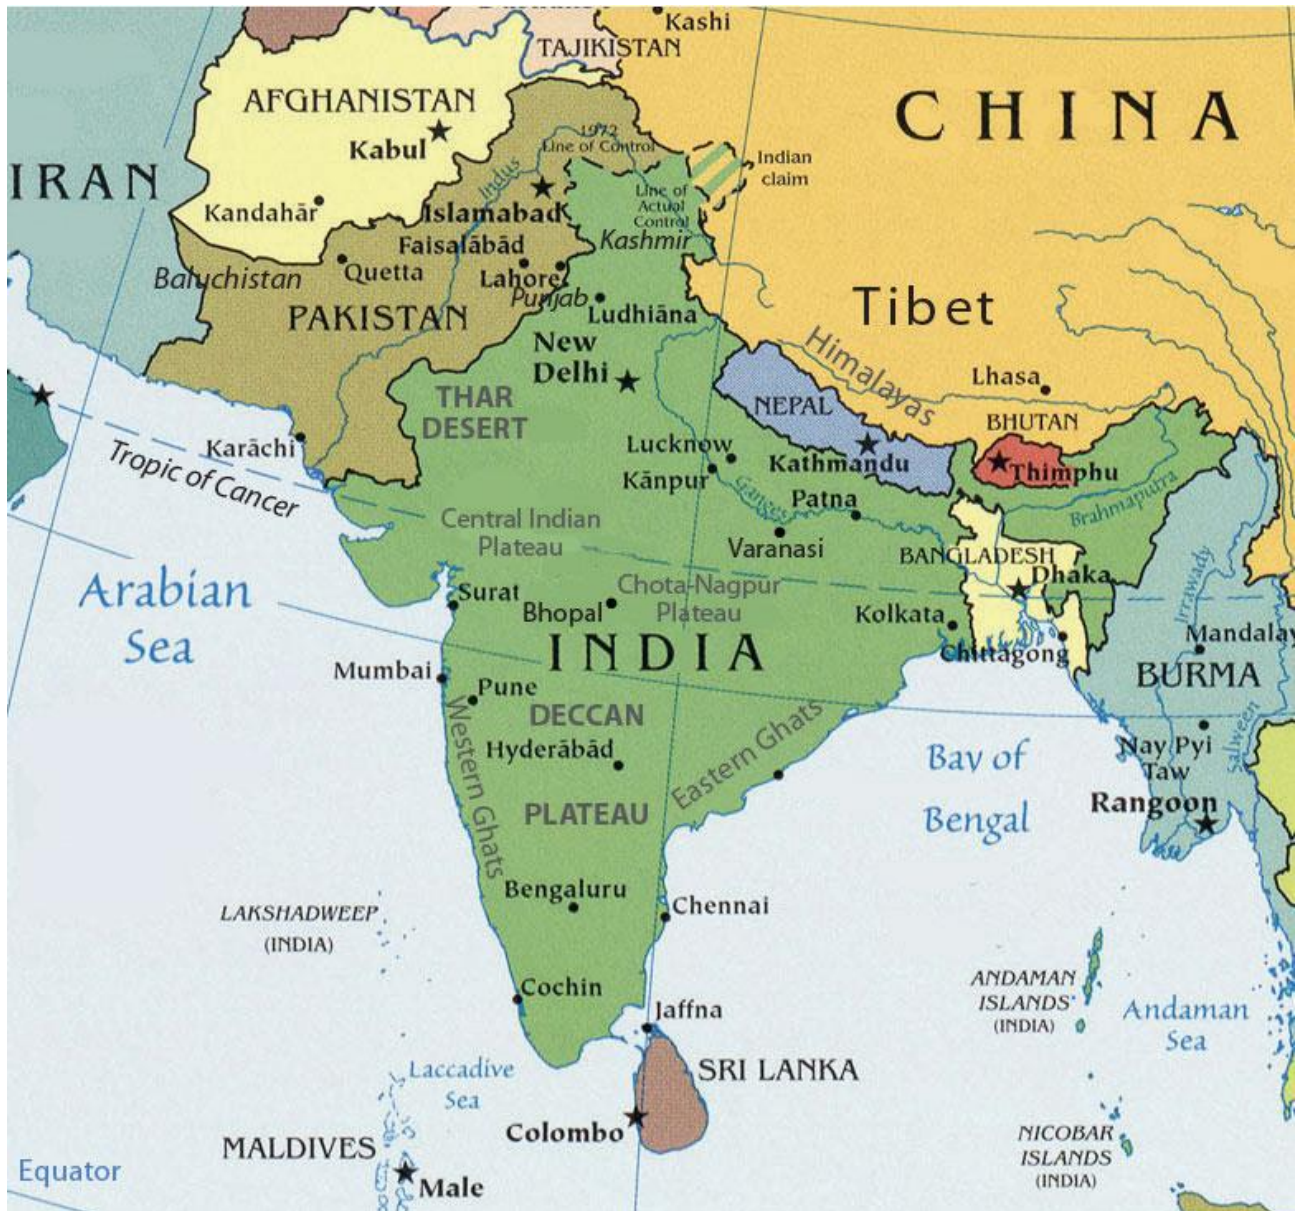 Kashi
TAJIKISTAN
AFGHANISTAN
CHINA
Kabul
1972
Line of Control
Indian
claim
IRAN
Indus
Line of
Actual
Control
Kandahār
Islamabad
Kashmir
Faisalābād
Baluchistan
Quetta
Lahore
Punjab
Tibet
PAKISTAN
Ludhiāna
New
Delhi
Himalayas
Lhasa
THAR
DESERT
NEPAL
BHUTAN
Karāchi
Lucknow
Kathmandu
Thimphu
Tropic of Cancer
Kānpur
Ganges
Patna
Brahmaputra
Central Indian
Plateau
Varanasi
BANGLADESH
Dhaka
Irrawady
Arabian
Sea
Surat
Bhopal
Chota-Nagpur
Plateau
Kolkata
INDIA
Chittagong
Mandalay
Mumbai
BURMA
Pune
DECCAN
Western Ghats
Hyderābād
Eastern Ghats
Bay of
Bengal
Nay Pyi
Taw
Salween
PLATEAU
Rangoon
Bengaluru
Chennai
LAKSHADWEEP
(INDIA)
Cochin
ANDAMAN
ISLANDS
(INDIA)
Andaman
Sea
Jaffna
Laccadive
Sea
SRI LANKA
Colombo
MALDIVES
NICOBAR
ISLANDS
(INDIA)
Equator
Male